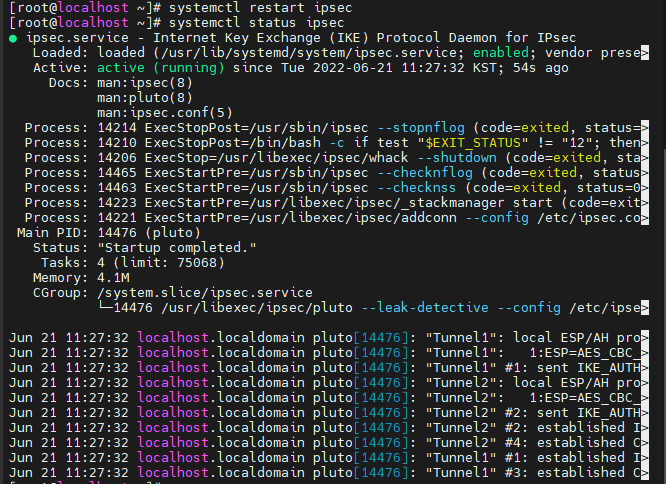 [root@localhost ~]# systemctl restart ipsec
[root@localhost ~]# systemctl status ipsec
● ipsec.service - Internet Key Exchange (IKE) Protocol Daemon for IPsec
   Loaded: loaded (/usr/lib/systemd/system/ipsec.service; enabled; vendor prese>
   Active: active (running) since Tue 2022-06-21 11:27:32 KST; 54s ago
     Docs: man:ipsec(8)
           man:pluto(8)
           man:ipsec.conf(5)
  Process: 14214 ExecStopPost=/usr/sbin/ipsec --stopnflog (code=exited, status=>
  Process: 14210 ExecStopPost=/bin/bash -c if test "$EXIT_STATUS" != "12"; then>
  Process: 14206 ExecStop=/usr/libexec/ipsec/whack --shutdown (code=exited, sta>
  Process: 14465 ExecStartPre=/usr/sbin/ipsec --checknflog (code=exited, status>
  Process: 14463 ExecStartPre=/usr/sbin/ipsec --checknss (code=exited, status=0>
  Process: 14223 ExecStartPre=/usr/libexec/ipsec/_stackmanager start (code=exit>
  Process: 14221 ExecStartPre=/usr/libexec/ipsec/addconn --config /etc/ipsec.co>
 Main PID: 14476 (pluto)
   Status: "Startup completed."
    Tasks: 4 (limit: 75068)
   Memory: 4.1M
   CGroup: /system.slice/ipsec.service
           └─14476 /usr/libexec/ipsec/pluto --leak-detective --config /etc/ipse>
Jun 21 11:27:32 localhost.localdomain pluto[14476]: "Tunnel1": local ESP/AH pro>
Jun 21 11:27:32 localhost.localdomain pluto[14476]: "Tunnel1":   1:ESP=AES_CBC_>
Jun 21 11:27:32 localhost.localdomain pluto[14476]: "Tunnel1" #1: sent IKE_AUTH>
Jun 21 11:27:32 localhost.localdomain pluto[14476]: "Tunnel2": local ESP/AH pro>
Jun 21 11:27:32 localhost.localdomain pluto[14476]: "Tunnel2":   1:ESP=AES_CBC_>
Jun 21 11:27:32 localhost.localdomain pluto[14476]: "Tunnel2" #2: sent IKE_AUTH>
Jun 21 11:27:32 localhost.localdomain pluto[14476]: "Tunnel2" #2: established I>
Jun 21 11:27:32 localhost.localdomain pluto[14476]: "Tunnel2" #4: established C>
Jun 21 11:27:32 localhost.localdomain pluto[14476]: "Tunnel1" #1: established I>
Jun 21 11:27:32 localhost.localdomain pluto[14476]: "Tunnel1" #3: established C>